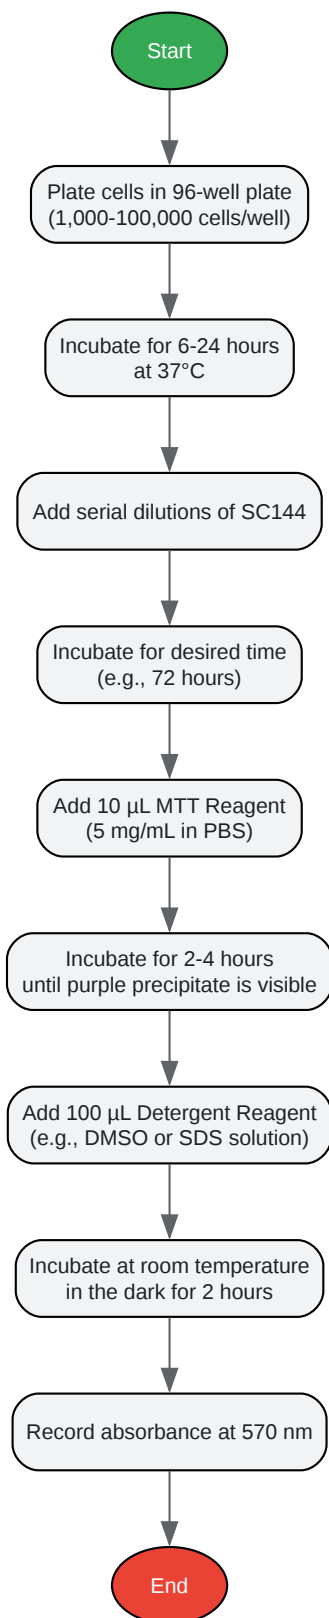 Start
Plate cells in 96-well plate
(1,000-100,000 cells/well)
Incubate for 6-24 hours
at 37°C
Add serial dilutions of SC144
Incubate for desired time
(e.g., 72 hours)
Add 10 µL MTT Reagent
(5 mg/mL in PBS)
Incubate for 2-4 hours
until purple precipitate is visible
Add 100 µL Detergent Reagent
(e.g., DMSO or SDS solution)
Incubate at room temperature
in the dark for 2 hours
Record absorbance at 570 nm
End